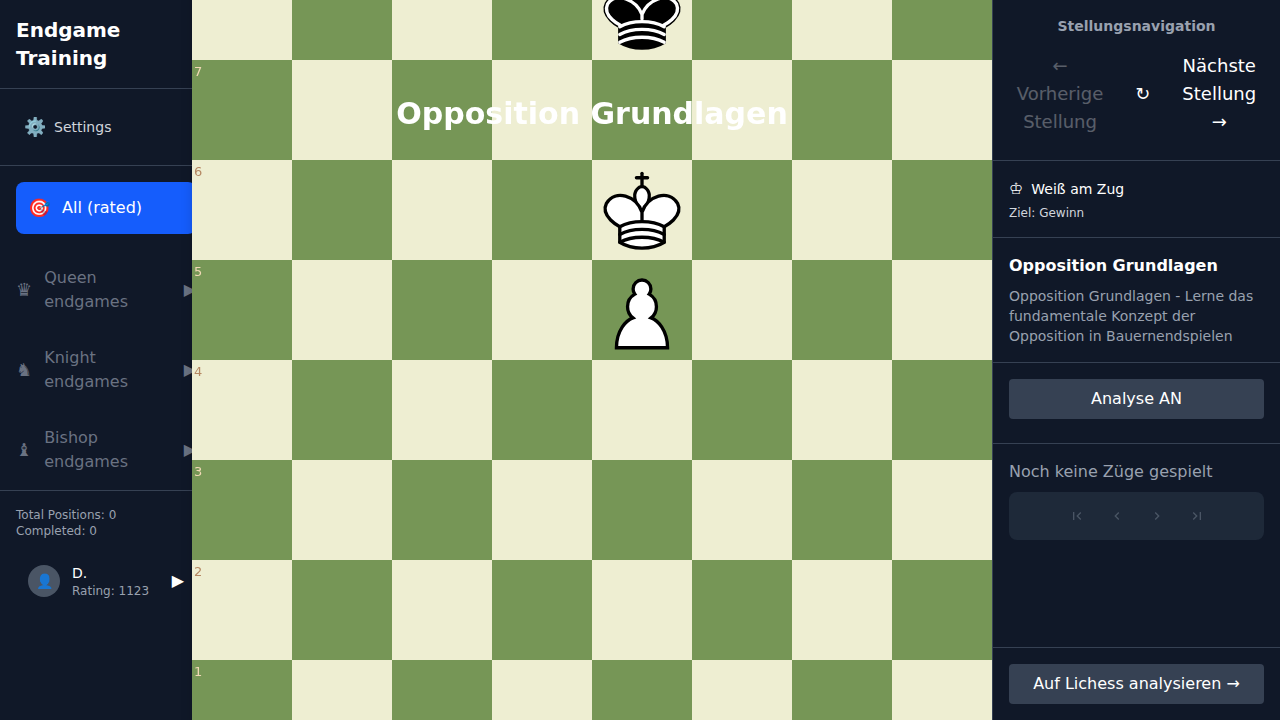 Endgame
Training
Settings
All (rated)
Queen
endgames
Knight
endgames
Bishop
endgames
Total Positions: 0
Completed: 0
D.
Rating: 1123
7
Opposition Grundlagen
6
5
4
3
2
1
Stellungsnavigation
←
Vorherige
Stellung
↻
Nächste
Stellung
→
Weiß am Zug
Ziel: Gewinn
Opposition Grundlagen
Opposition Grundlagen - Lerne das
fundamentale Konzept der
Opposition in Bauernendspielen
Analyse AN
Noch keine Züge gespielt
Auf Lichess analysieren →